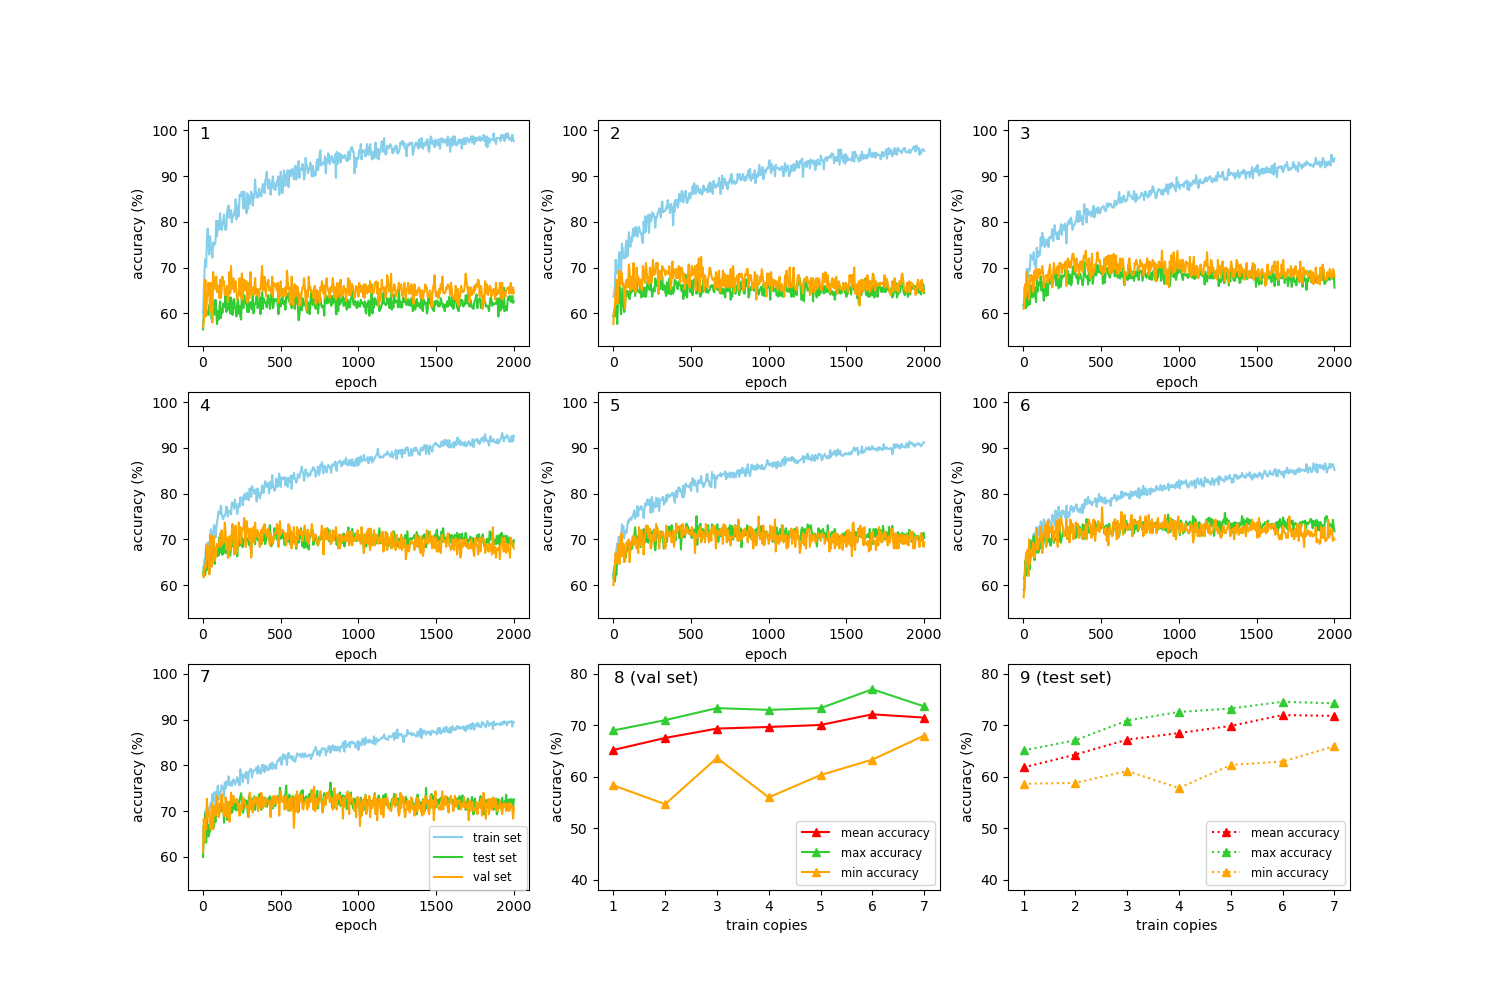 1
2
3
100
90
80
70
60
accuracy (%)
0 500 1000 1500 2000
epoch
100
90
80
70
60
accuracy (%)
0 500 1000 1500 2000
epoch
100
90
80
70
60
accuracy (%)
0 500 1000 1500 2000
epoch
4
5
6
100
90
80
70
60
accuracy (%)
0 500 1000 1500 2000
epoch
100
90
80
70
60
accuracy (%)
0 500 1000 1500 2000
epoch
100
90
80
70
60
accuracy (%)
0 500 1000 1500 2000
epoch
7
100
90
80
70
60
accuracy (%)
train set
test set
val set
0 500 1000 1500 2000
epoch
8 (val set)
80
70
60
50
40
accuracy (%)
mean accuracy
max accuracy
min accuracy
1 2 3 4 5 6 7
train copies
9 (test set)
80
70
60
50
40
accuracy (%)
mean accuracy
max accuracy
min accuracy
1 2 3 4 5 6 7
train copies